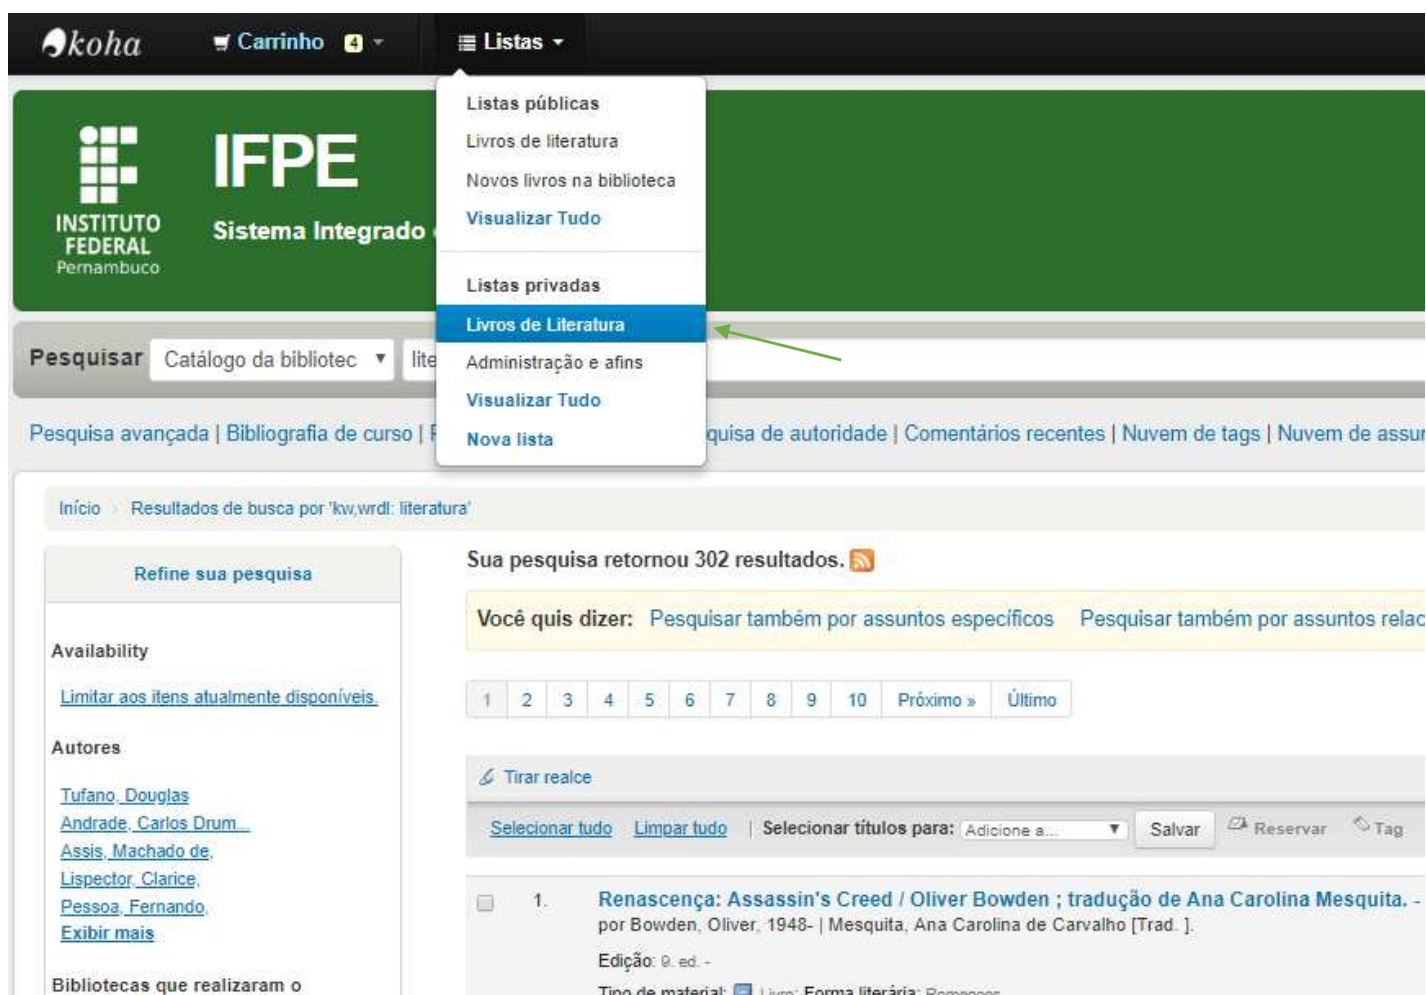 koha Carrinho 4 Listas
Listas públicas
Livros de literatura
Novos livros na biblioteca
Visualizar Tudo
Listas privadas
Livros de Literatura
Administração e afins
Visualizar Tudo
Nova lista
IFPE
INSTITUTO
FEDERAL
Pernambuco
Sistema Integrado
Pesquisar Catálogo da bibliotec lite
Pesquisa avançada | Bibliografia de curso | quisa de autoridade | Comentários recentes | Nuvem de tags | Nuvem de assur
Início Resultados de busca por 'kw,wrdl: literatura'
Refine sua pesquisa
Availability
Limitar aos itens atualmente disponíveis.
Autores
Tufano, Douglas
Andrade, Carlos Drum...
Assis, Machado de,
Lispector, Clarice,
Pessoa, Fernando,
Exibir mais
Bibliotecas que realizaram o
Sua pesquisa retornou 302 resultados.
Você quis dizer: Pesquisar também por assuntos específicos Pesquisar também por assuntos relac
1 2 3 4 5 6 7 8 9 10 Próximo » Último
Tirar realce
Selecionar tudo Limpar tudo | Selecionar títulos para: Adicione a... Salvar Reservar Tag
1. Renascença: Assassin's Creed / Oliver Bowden ; tradução de Ana Carolina Mesquita. -
por Bowden, Oliver, 1948- | Mesquita, Ana Carolina de Carvalho [Trad. ].
Edição: 9. ed. -
Tipo de material: Livro; Forma literária: Romances